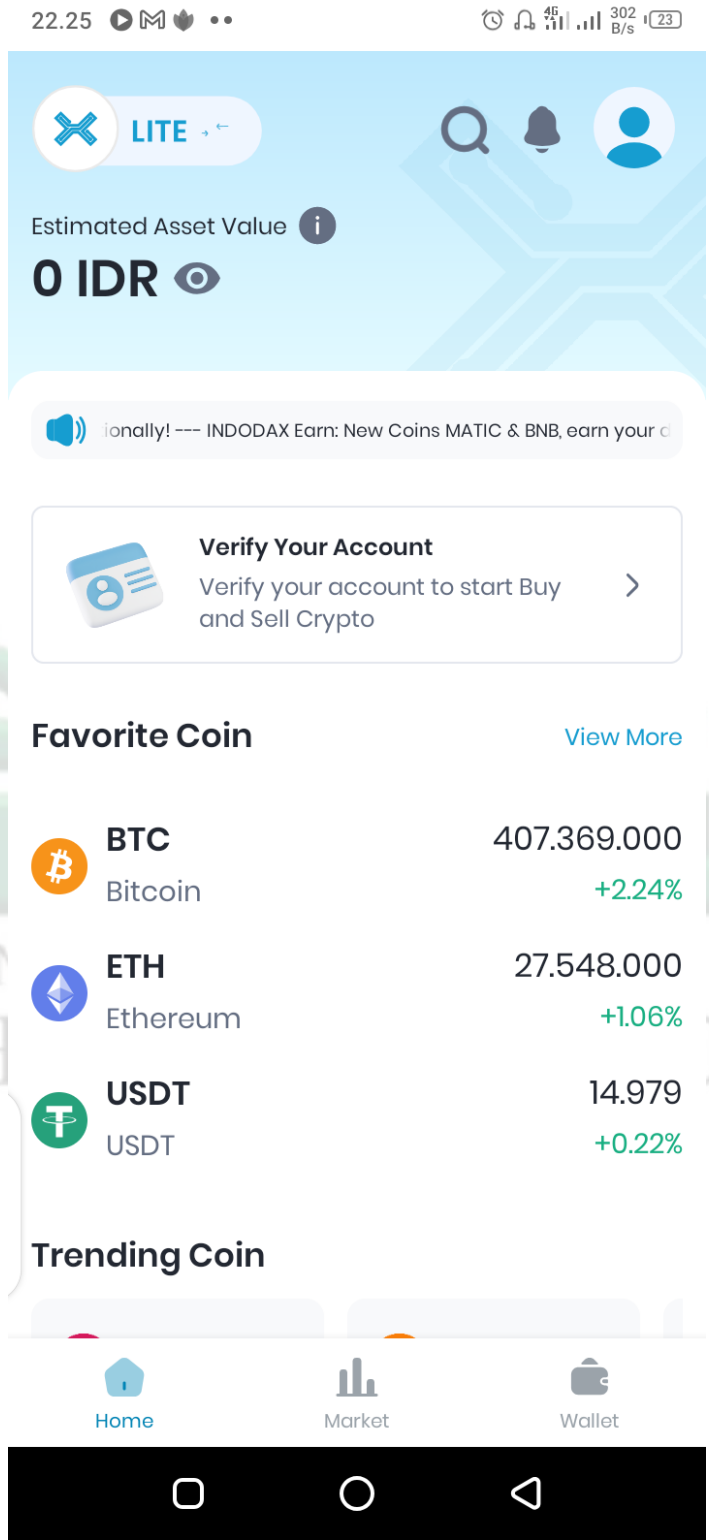 22.25
4G
302
B/s
23
LITE
Estimated Asset Value
0 IDR
ionally! --- INDODAX Earn: New Coins MATIC & BNB, earn your
Verify Your Account
Verify your account to start Buy
and Sell Crypto
Favorite Coin
View More
BTC
407.369.000
Bitcoin
+2.24%
ETH
27.548.000
Ethereum
+1.06%
USDT
14.979
USDT
+0.22%
Trending Coin
Home
Market
Wallet